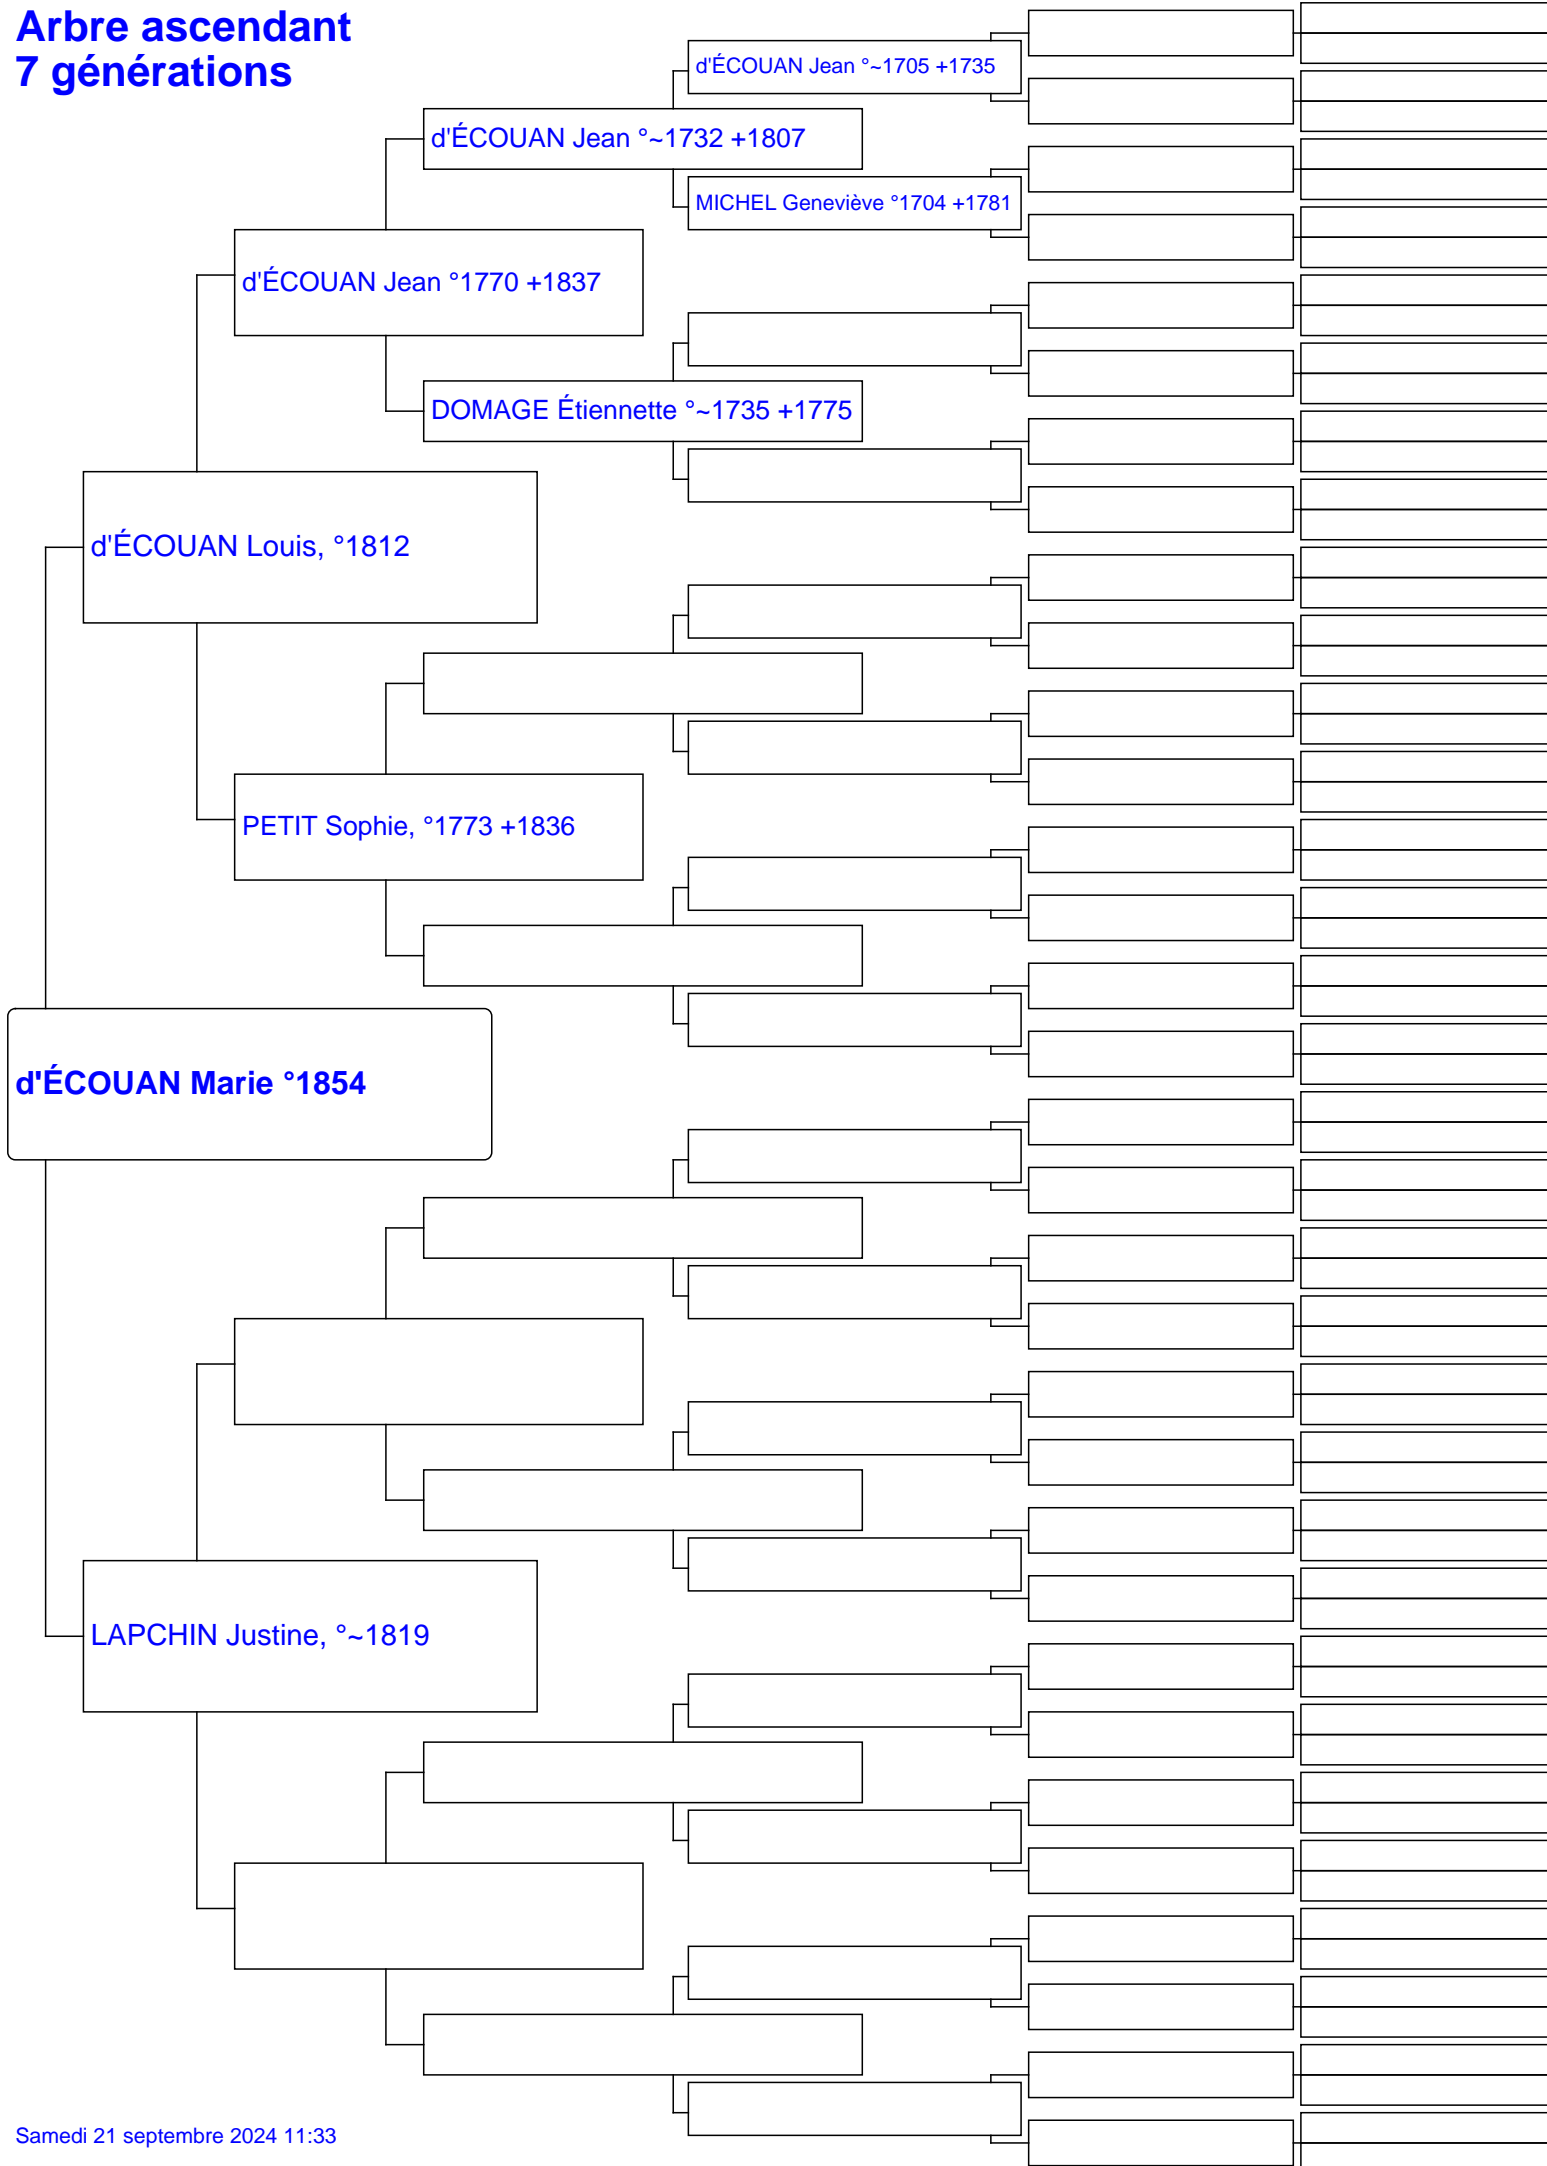 Arbre ascendant
7 générations
d'ÉCOUAN Jean °~1705 +1735
d'ÉCOUAN Jean °~1732 +1807
MICHEL Geneviève °1704 +1781
d'ÉCOUAN Jean °1770 +1837
DOMAGE Étiennette °~1735 +1775
d'ÉCOUAN Louis, °1812
PETIT Sophie, °1773 +1836
d'ÉCOUAN Marie °1854
LAPCHIN Justine, °~1819
Samedi 21 septembre 2024 11:33